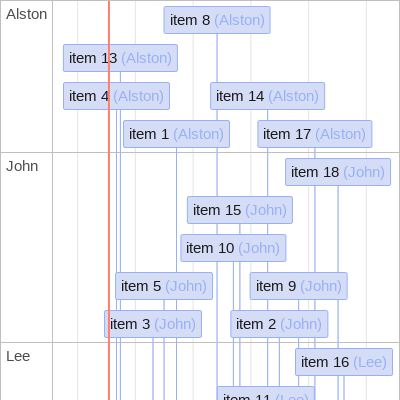 Alston
item 8 (Alston)
item 13 (Alston)
item 4 (Alston)
item 14 (Alston)
item 1 (Alston)
item 17 (Alston)
John
item 18 (John)
item 15 (John)
item 10 (John)
item 5 (John)
item 9 (John)
item 3 (John)
item 2 (John)
Lee
item 16 (Lee)
item 11 (Lee)